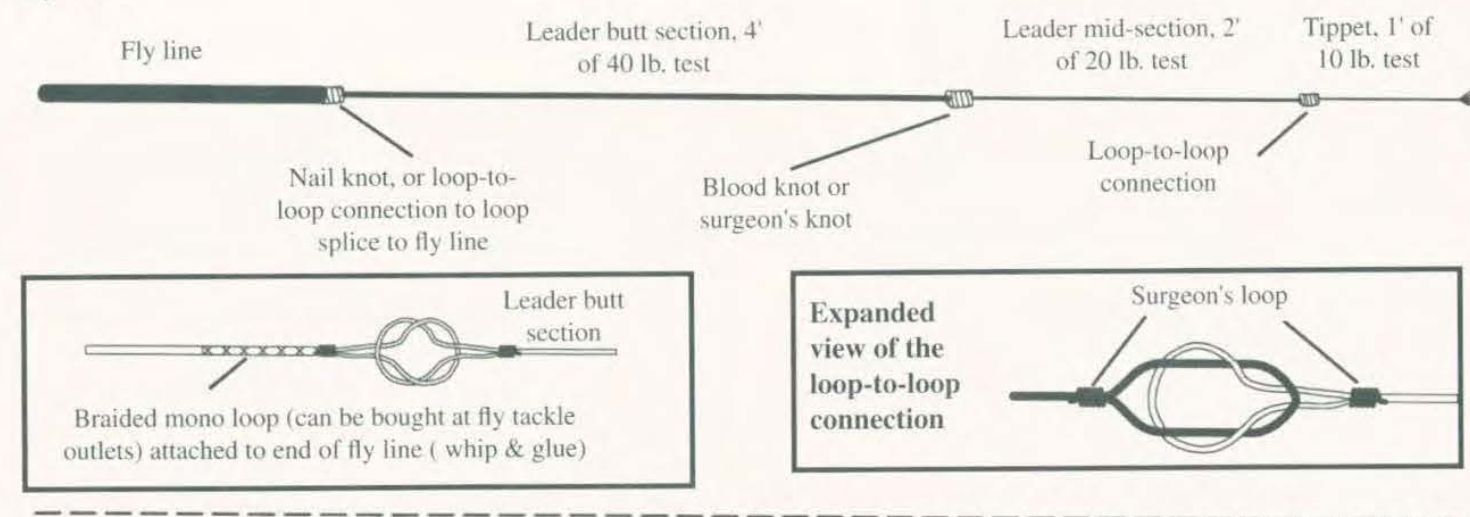 Fly line
Leader butt section, 4'
of 40 lb. test
Leader mid-section, 2'
of 20 lb. test
Tippet, 1' of
10 lb. test
Nail knot, or loop-to-
loop connection to loop
splice to fly line
Blood knot or
surgeon's knot
Loop-to-loop
connection
Leader butt
section
Braided mono loop (can be bought at fly tackle
outlets) attached to end of fly line ( whip & glue)
Expanded
view of the
loop-to-loop
connection
Surgeon's loop